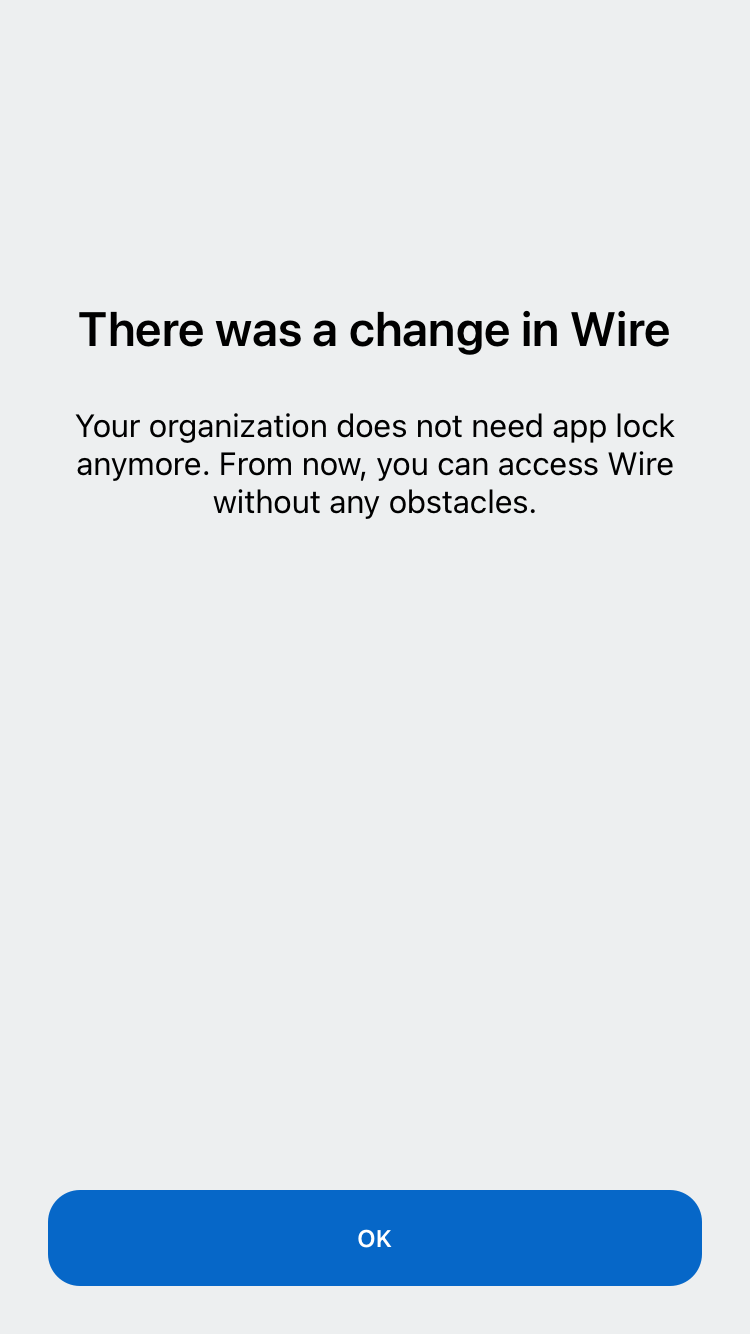 There was a change in Wire
Your organization does not need app lock
anymore. From now, you can access Wire
without any obstacles.
OK